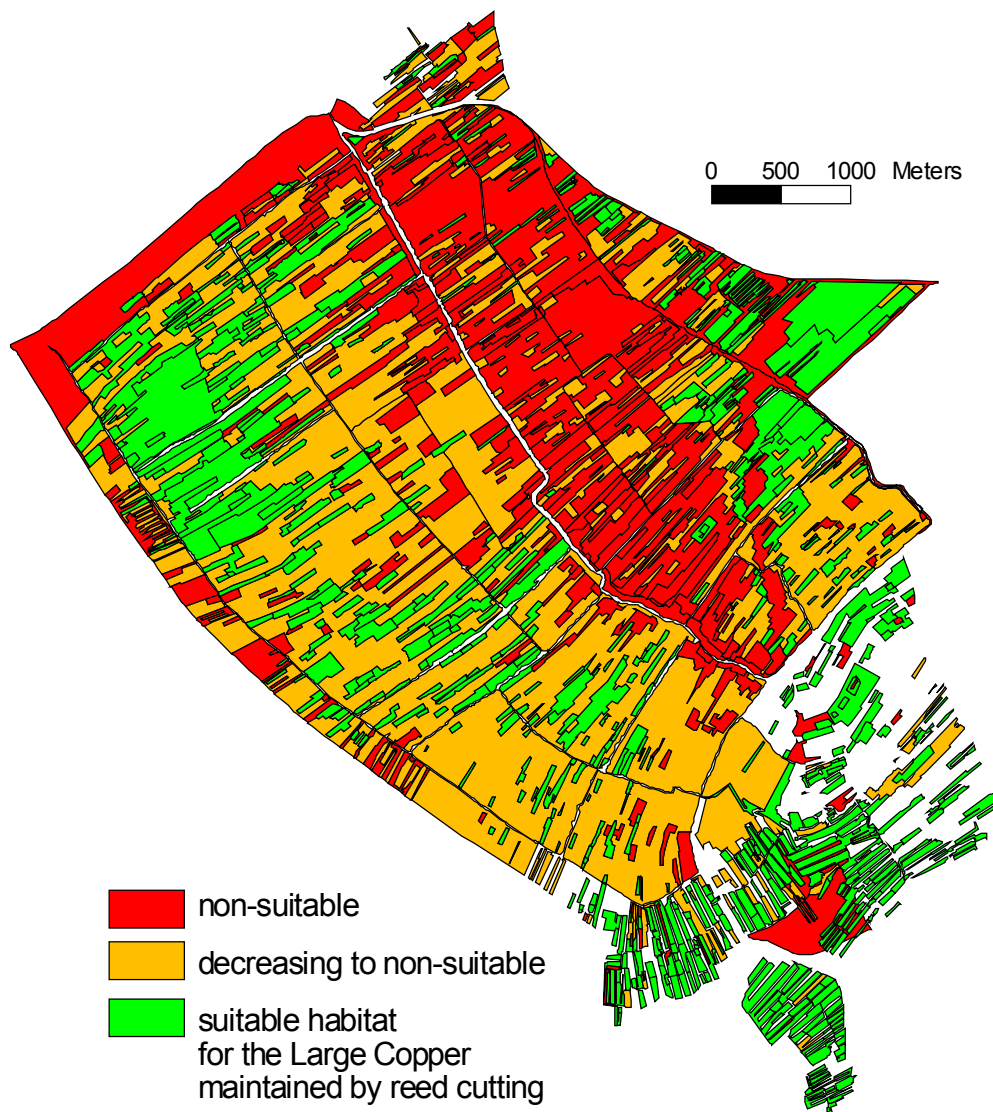 0 500 1000 Meters
non-suitable
decreasing to non-suitable
suitable habitat
for the Large Copper
maintained by reed cutting